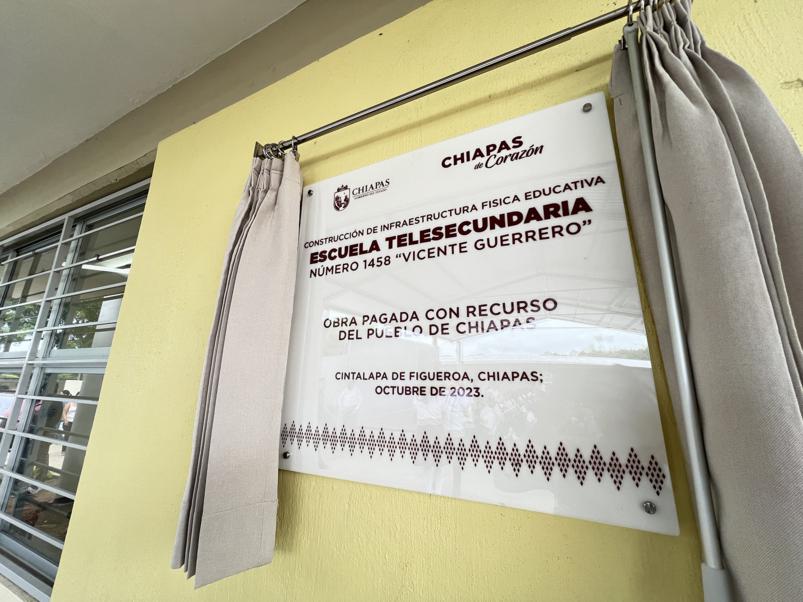 CHIAPAS
de Corazón
CHIAPAS
CONSTRUCCIÓN DE INFRAESTRUCTURA FISICA EDUCATIVA
ESCUELA TELESECUNDARIA
NÚMERO 1458 “VICENTE GUERRERO”
OBRA PAGADA CON RECURSO
DEL PUEBLO DE CHIAPAS
CINTALAPA DE FIGUEROA, CHIAPAS;
OCTUBRE DE 2023.